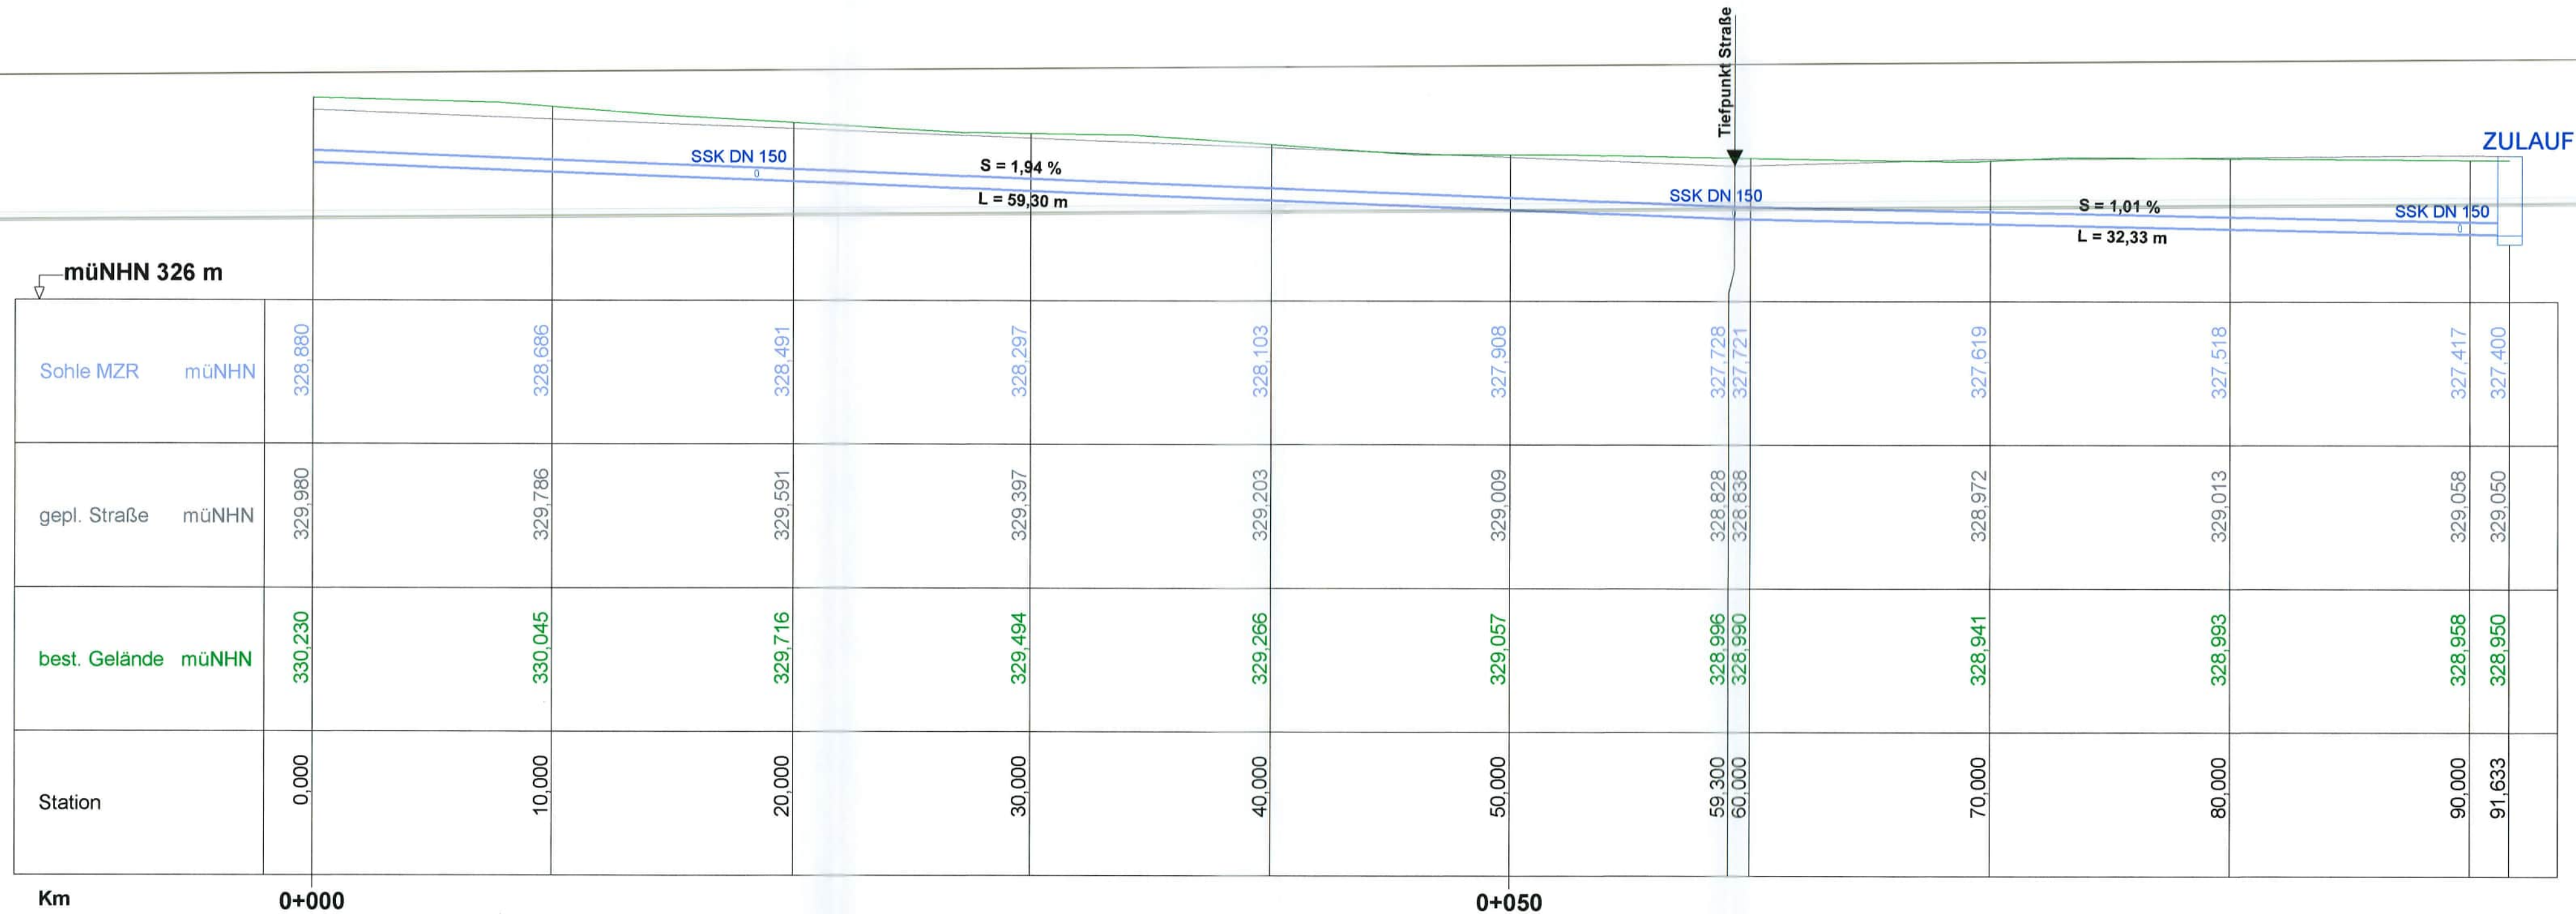 Tiefpunkt Straße
ZULAUF
SSK DN 150
0
S = 1,94 %
L = 59,30 m
SSK DN 150
S = 1,01 %
L = 32,33 m
SSK DN 150
0
müNHN 326 m
Sohle MZR müNHN 328,880 328,686 328,491 328,297 328,103 327,908 327,728 327,721 327,619 327,518 327,417 327,400
gepl. Straße müNHN 329,980 329,786 329,591 329,397 329,203 329,009 328,828 328,838 328,972 329,013 329,058 329,050
best. Gelände müNHN 330,230 330,045 329,716 329,494 329,266 329,057 328,996 328,990 328,941 328,993 328,958 328,950
Station 0,000 10,000 20,000 30,000 40,000 50,000 59,300 60,000 70,000 80,000 90,000 91,633
Km 0+000 0+050